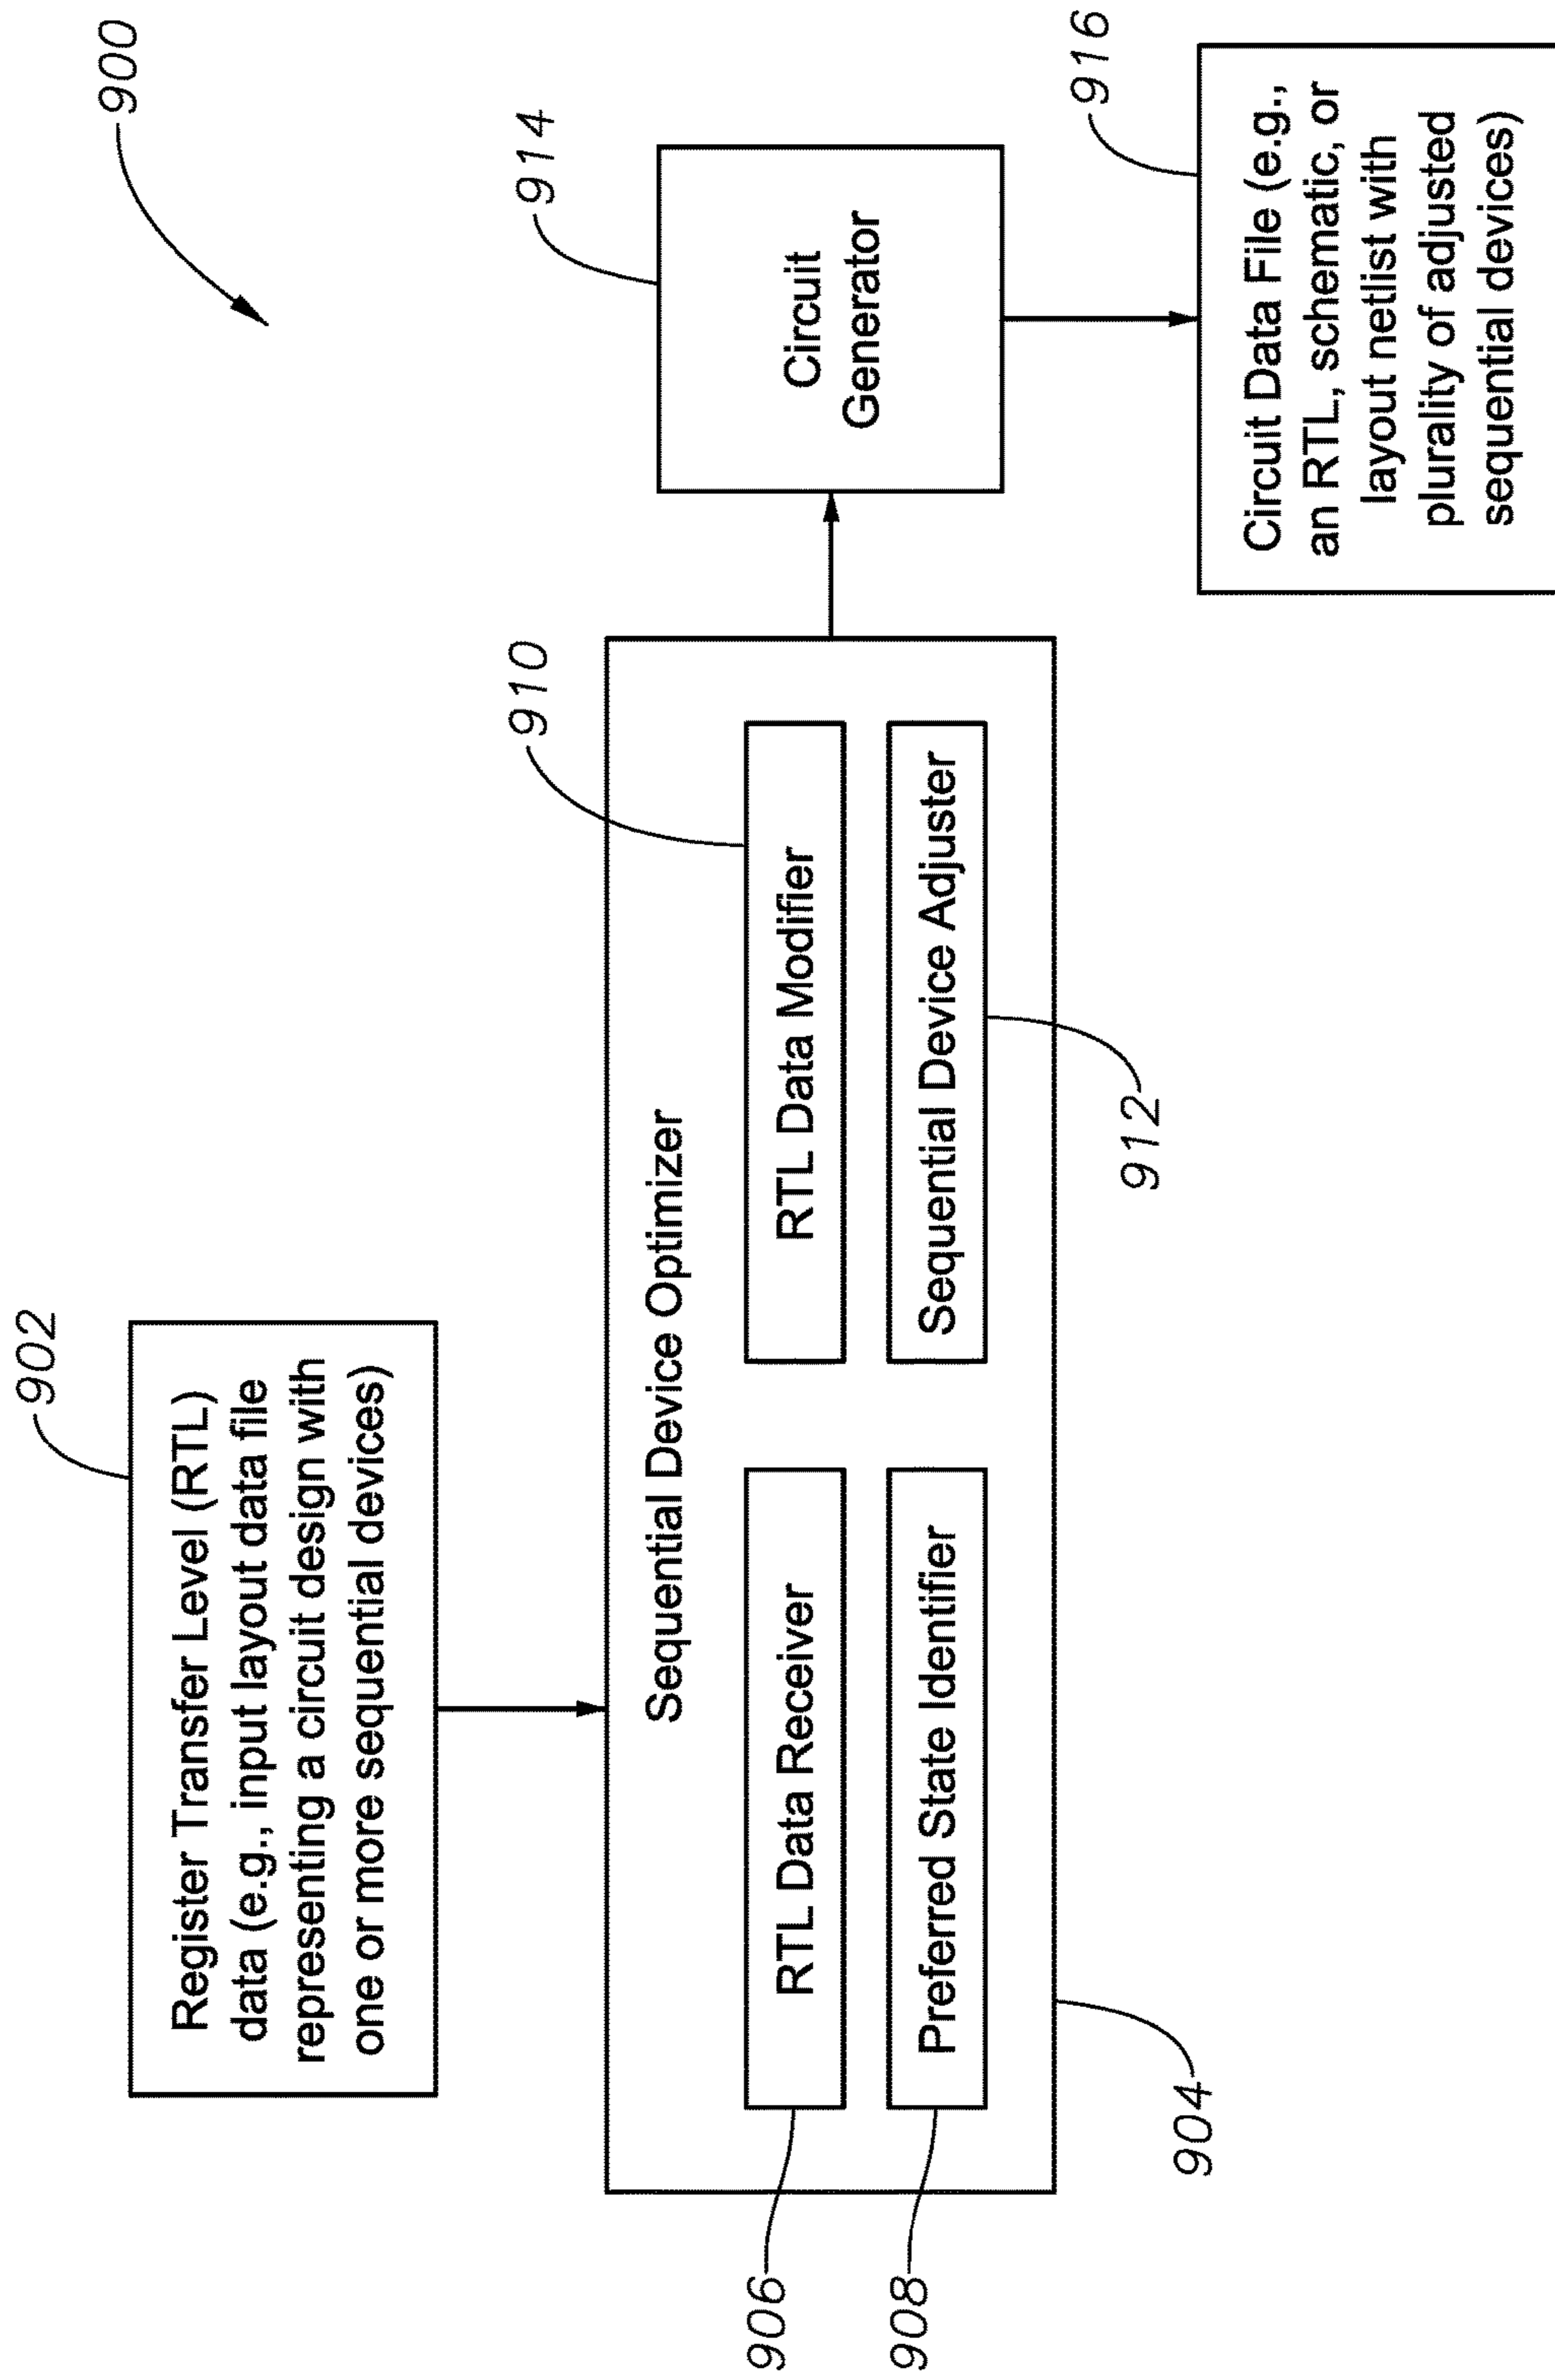 900
902
Register Transfer Level (RTL)
data (e.g., input layout data file
representing a circuit design with
one or more sequential devices)
Sequential Device Optimizer
906
RTL Data Receiver
908
Preferred State Identifier
910
RTL Data Modifier
Sequential Device Adjuster
912
904
914
Circuit
Generator
916
Circuit Data File (e.g.,
an RTL, schematic, or
layout netlist with
plurality of adjusted
sequential devices)